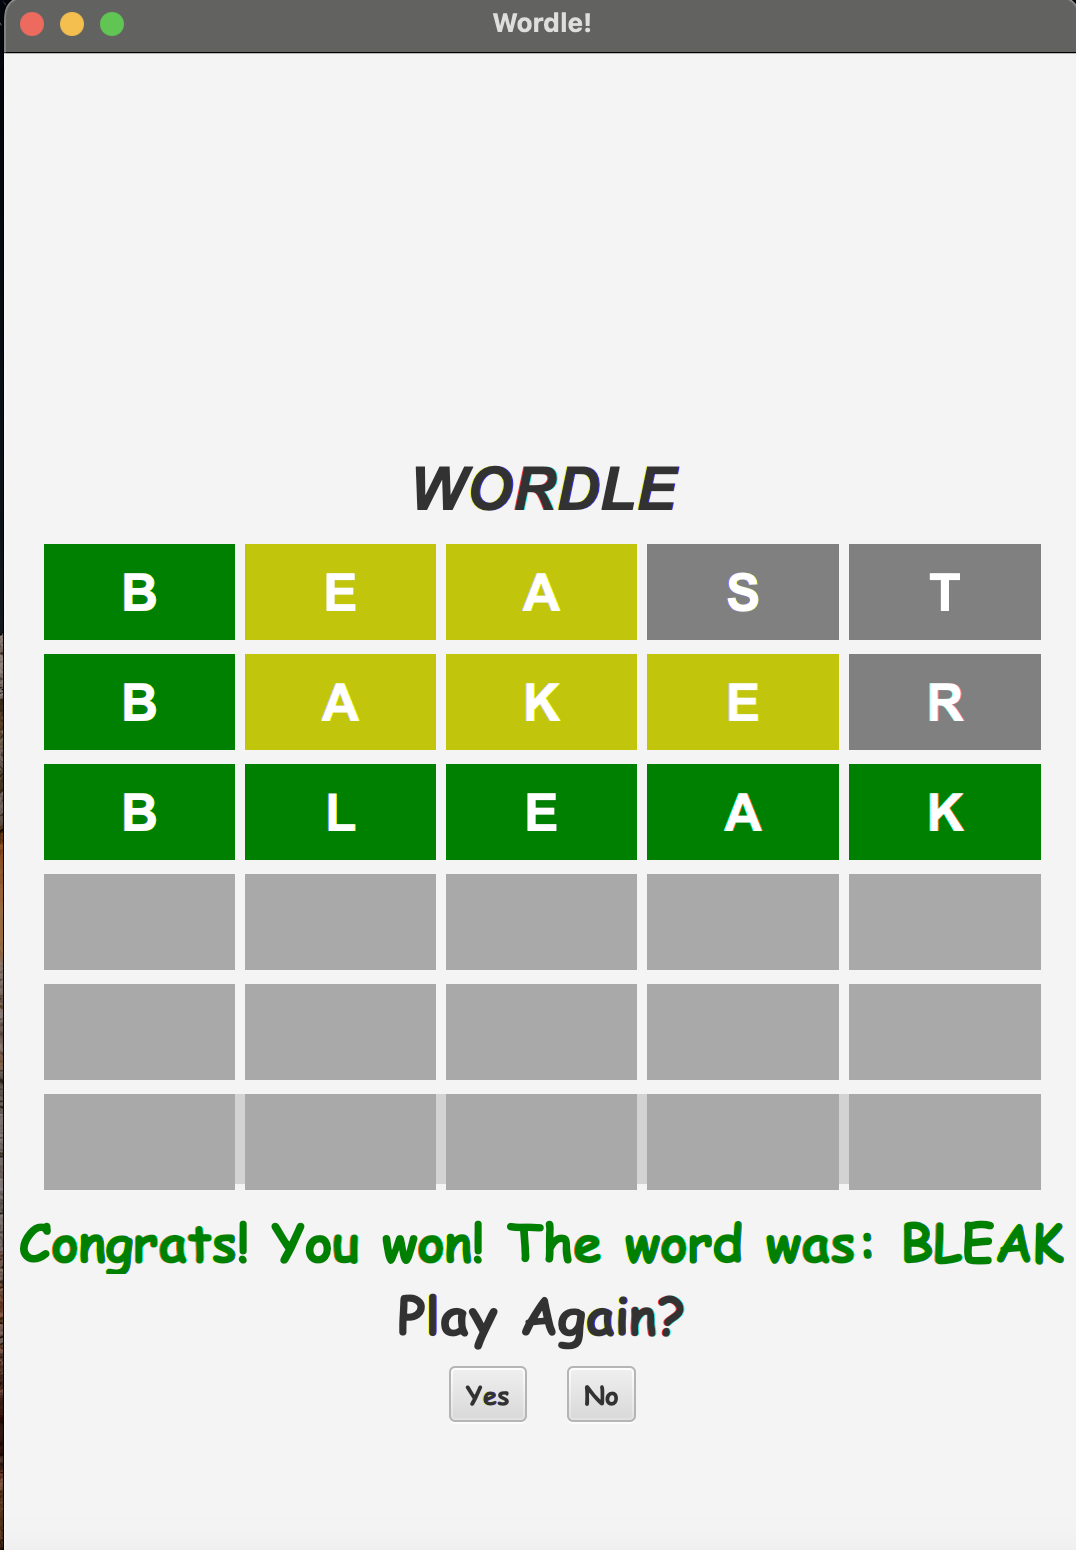 Wordle!
WORDLE
B E A S T
B A K E R
B L E A K
Congrats! You won! The word was: BLEAK
Play Again?
Yes No